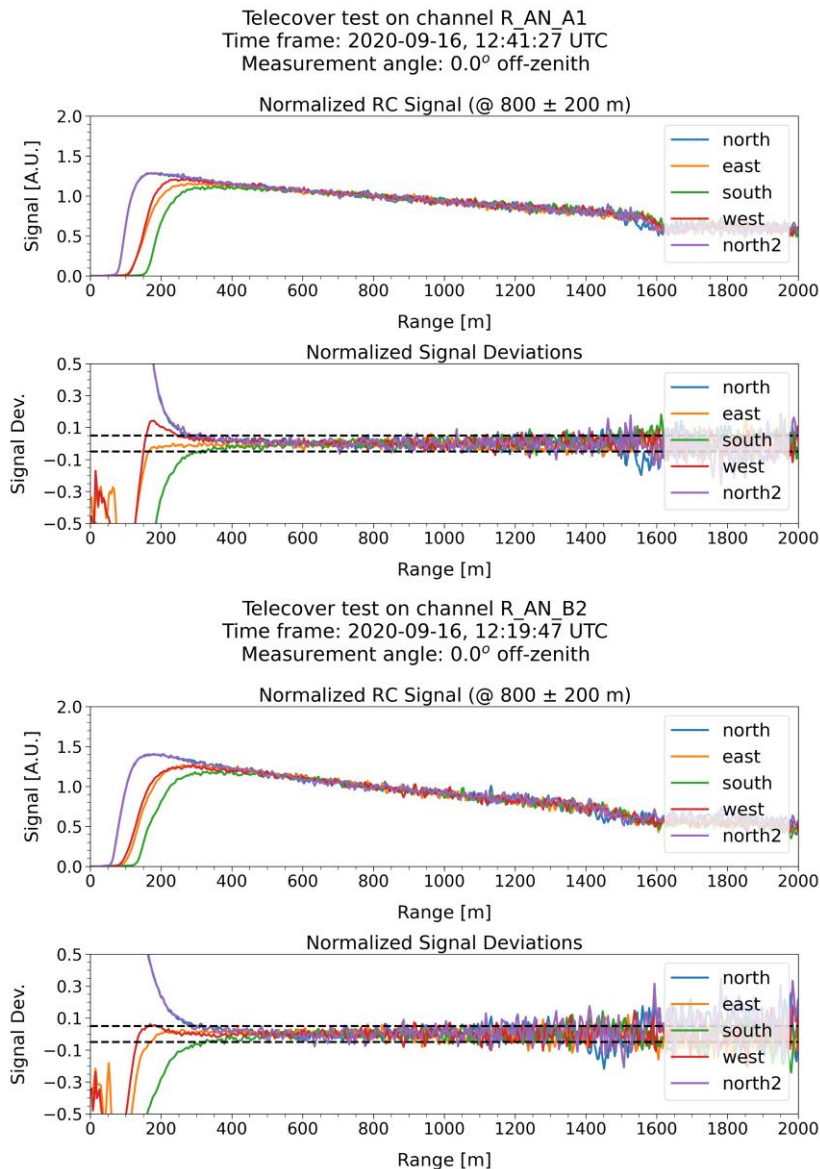 Telecover test on channel R_AN_A1
Time frame: 2020-09-16, 12:41:27 UTC
Measurement angle: 0.0° off-zenith
Normalized RC Signal (@ 800 ± 200 m)
2.0
1.5
1.0
0.5
0.0
Signal [A.U.]
north
east
south
west
north2
0 200 400 600 800 1000 1200 1400 1600 1800 2000
Range [m]
Normalized Signal Deviations
0.5
0.3
0.1
-0.1
-0.3
-0.5
Signal Dev.
north
east
south
west
north2
0 200 400 600 800 1000 1200 1400 1600 1800 2000
Range [m]
Telecover test on channel R_AN_B2
Time frame: 2020-09-16, 12:19:47 UTC
Measurement angle: 0.0° off-zenith
Normalized RC Signal (@ 800 ± 200 m)
2.0
1.5
1.0
0.5
0.0
Signal [A.U.]
north
east
south
west
north2
0 200 400 600 800 1000 1200 1400 1600 1800 2000
Range [m]
Normalized Signal Deviations
0.5
0.3
0.1
-0.1
-0.3
-0.5
Signal Dev.
north
east
south
west
north2
0 200 400 600 800 1000 1200 1400 1600 1800 2000
Range [m]